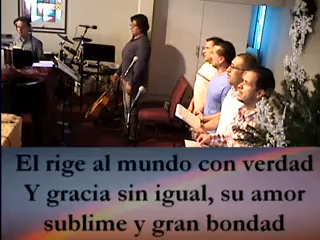 El rige al mundo con verdad
Y gracia sin igual, su amor
sublime y gran bondad